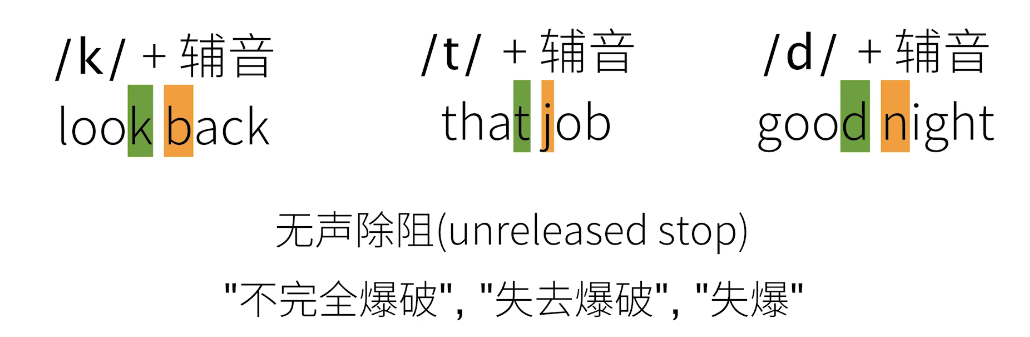 /k/ + 辅音 /t/ + 辅音 /d/ + 辅音
look back that job good night
无声除阻(unreleased stop)
"不完全爆破", "失去爆破", "失爆"